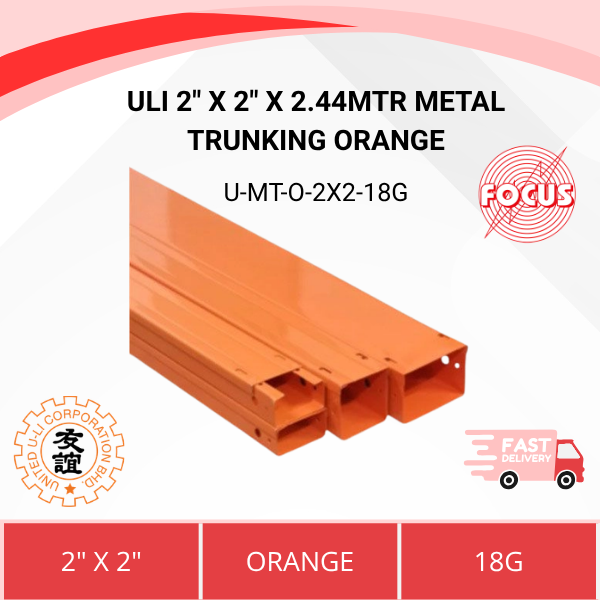 ULI 2" X 2" X 2.44MTR METAL
TRUNKING ORANGE
U-MT-O-2X2-18G
FOCUS
UNITED U-LI CORPORATION BHD.
友
誼
FAST
DELIVERY
2" X 2"
ORANGE
18G